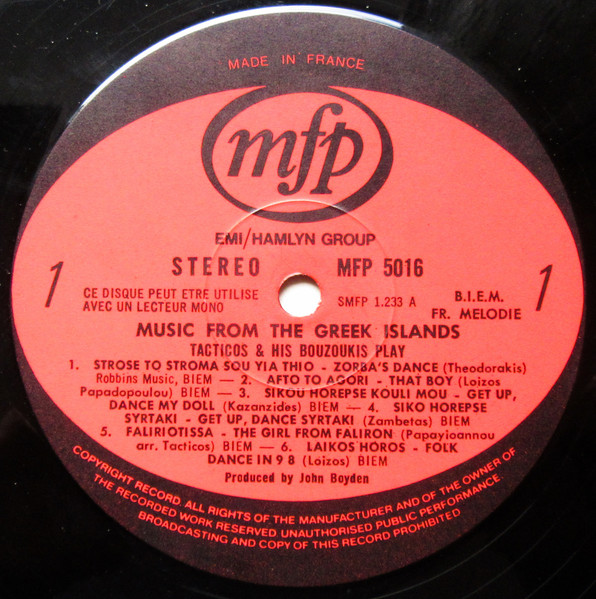 MADE IN FRANCE
mfp
EMI/HAMLYN GROUP
STEREO MFP 5016
1 1
CE DISQUE PEUT ETRE UTILISE
AVEC UN LECTEUR MONO
SMFP 1.233 A
B.I.E.M.
FR. MELODIE
MUSIC FROM THE GREEK ISLANDS
TACTICOS & HIS BOUZOUKIS PLAY
1. STROSE TO STROMA SOU YIA THIO - ZORBA'S DANCE (Theodorakis)
Robbins Music, BIEM — 2. AFTO TO AGORI - THAT BOY (Loizos
Papadopoulou) BIEM — 3. SIKOU HOREPSE KOULI MOU - GET UP,
DANCE MY DOLL (Kazanzides) BIEM — 4. SIKO HOREPSE
SYRTAKI - GET UP, DANCE SYRTAKI (Zambetas) BIEM
5. FALIRIOTISSA - THE GIRL FROM FALIRON (Papayioannou
arr. Tacticos) BIEM — 6. LAIKOS HOROS - FOLK
DANCE IN 9 8 (Loizos) BIEM
Produced by John Boyden
COPYRIGHT RECORD ALL RIGHTS OF THE MANUFACTURER AND OF THE OWNER OF
THE RECORDED WORK RESERVED UNAUTHORISED PUBLIC PERFORMANCE.
BROADCASTING AND COPY OF THIS RECORD PROHIBITED